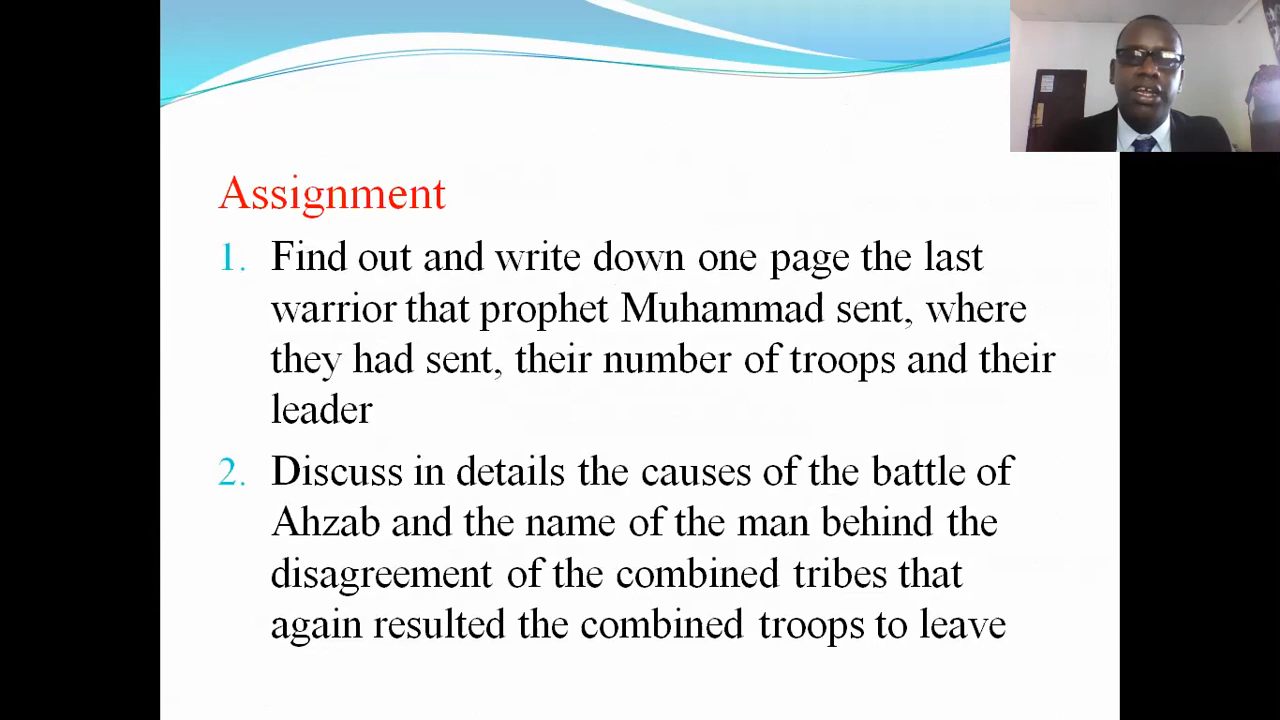 Assignment
1. Find out and write down one page the last
warrior that prophet Muhammad sent, where
they had sent, their number of troops and their
leader
2. Discuss in details the causes of the battle of
Ahzab and the name of the man behind the
disagreement of the combined tribes that
again resulted the combined troops to leave